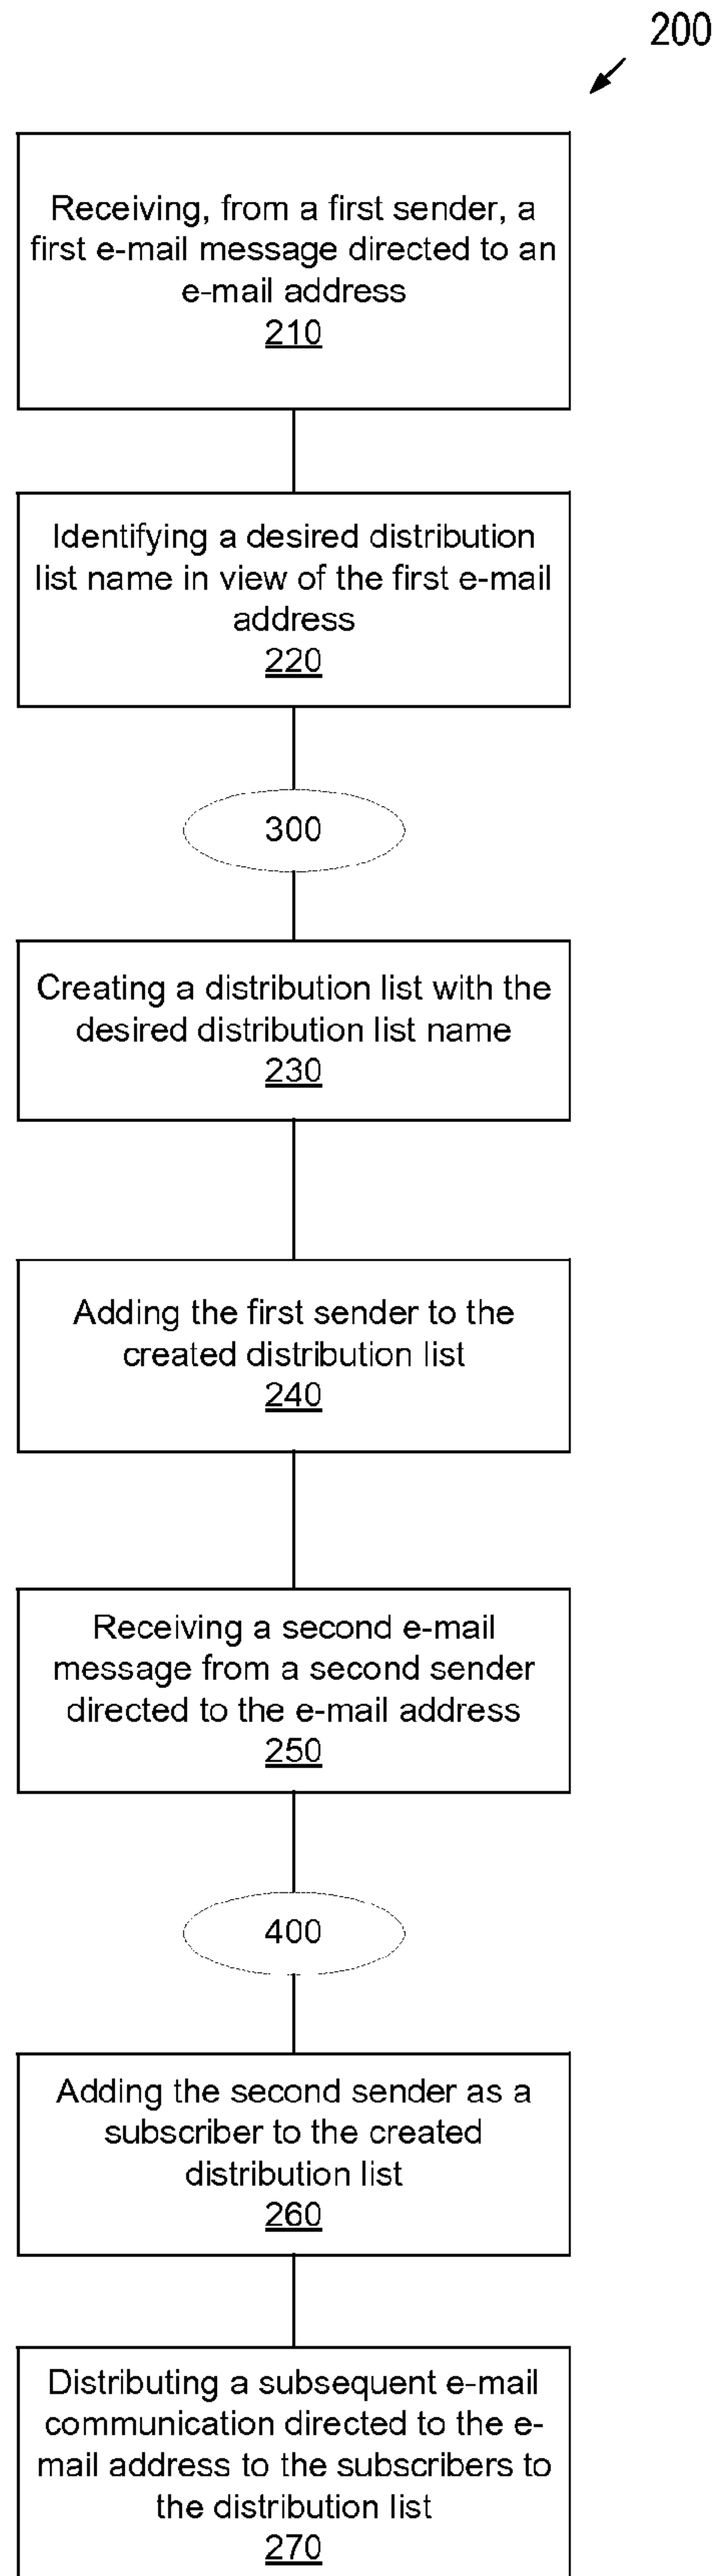 200
Receiving, from a first sender, a
first e-mail message directed to an
e-mail address
210
Identifying a desired distribution
list name in view of the first e-mail
address
220
300
Creating a distribution list with the
desired distribution list name
230
Adding the first sender to the
created distribution list
240
Receiving a second e-mail
message from a second sender
directed to the e-mail address
250
400
Adding the second sender as a
subscriber to the created
distribution list
260
Distributing a subsequent e-mail
communication directed to the e-
mail address to the subscribers to
the distribution list
270